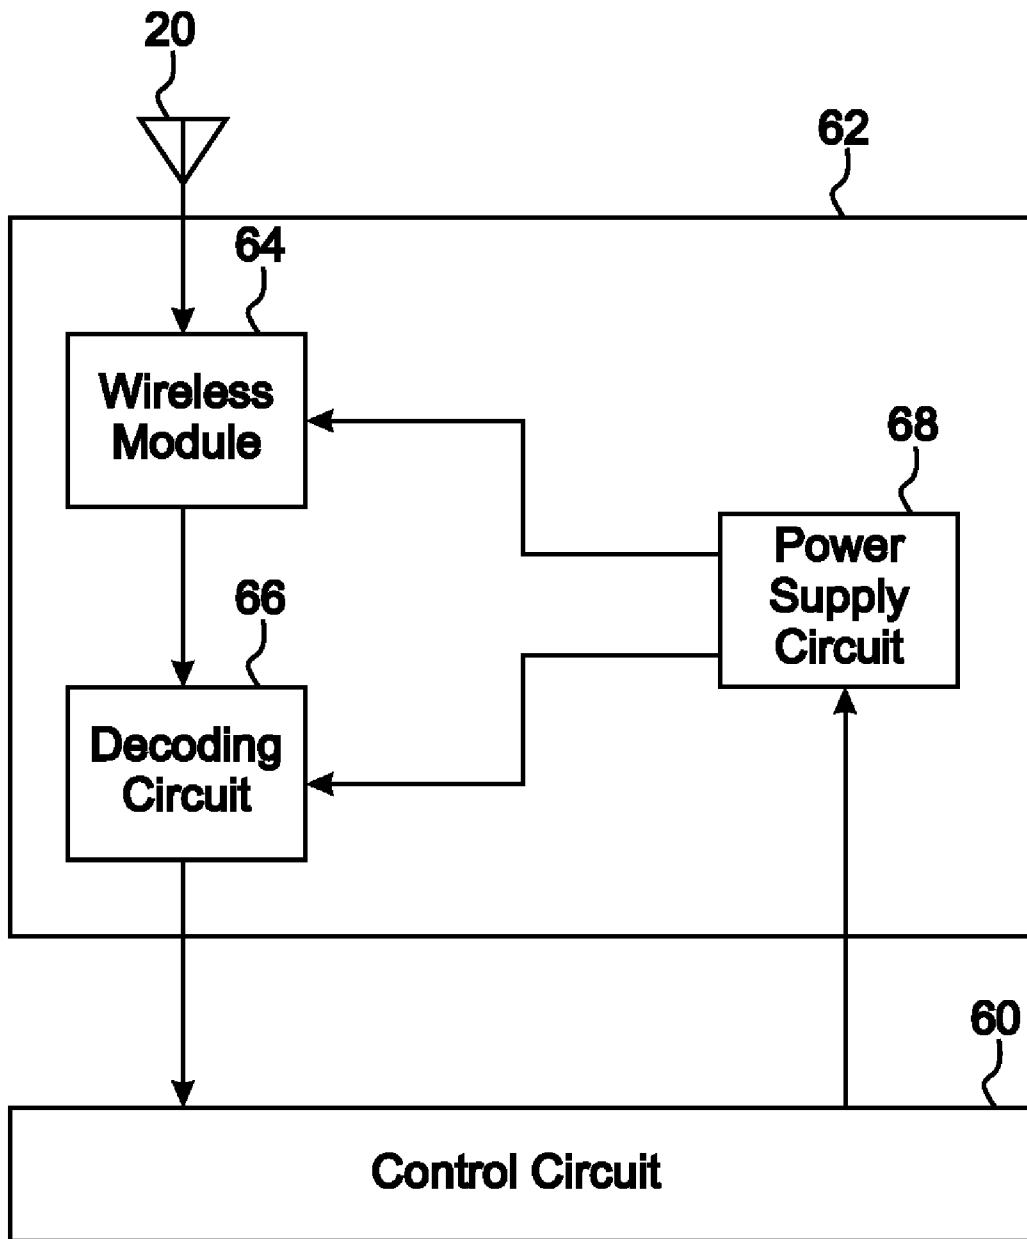 20
62
64
Wireless
Module
68
Power
Supply
Circuit
66
Decoding
Circuit
60
Control Circuit